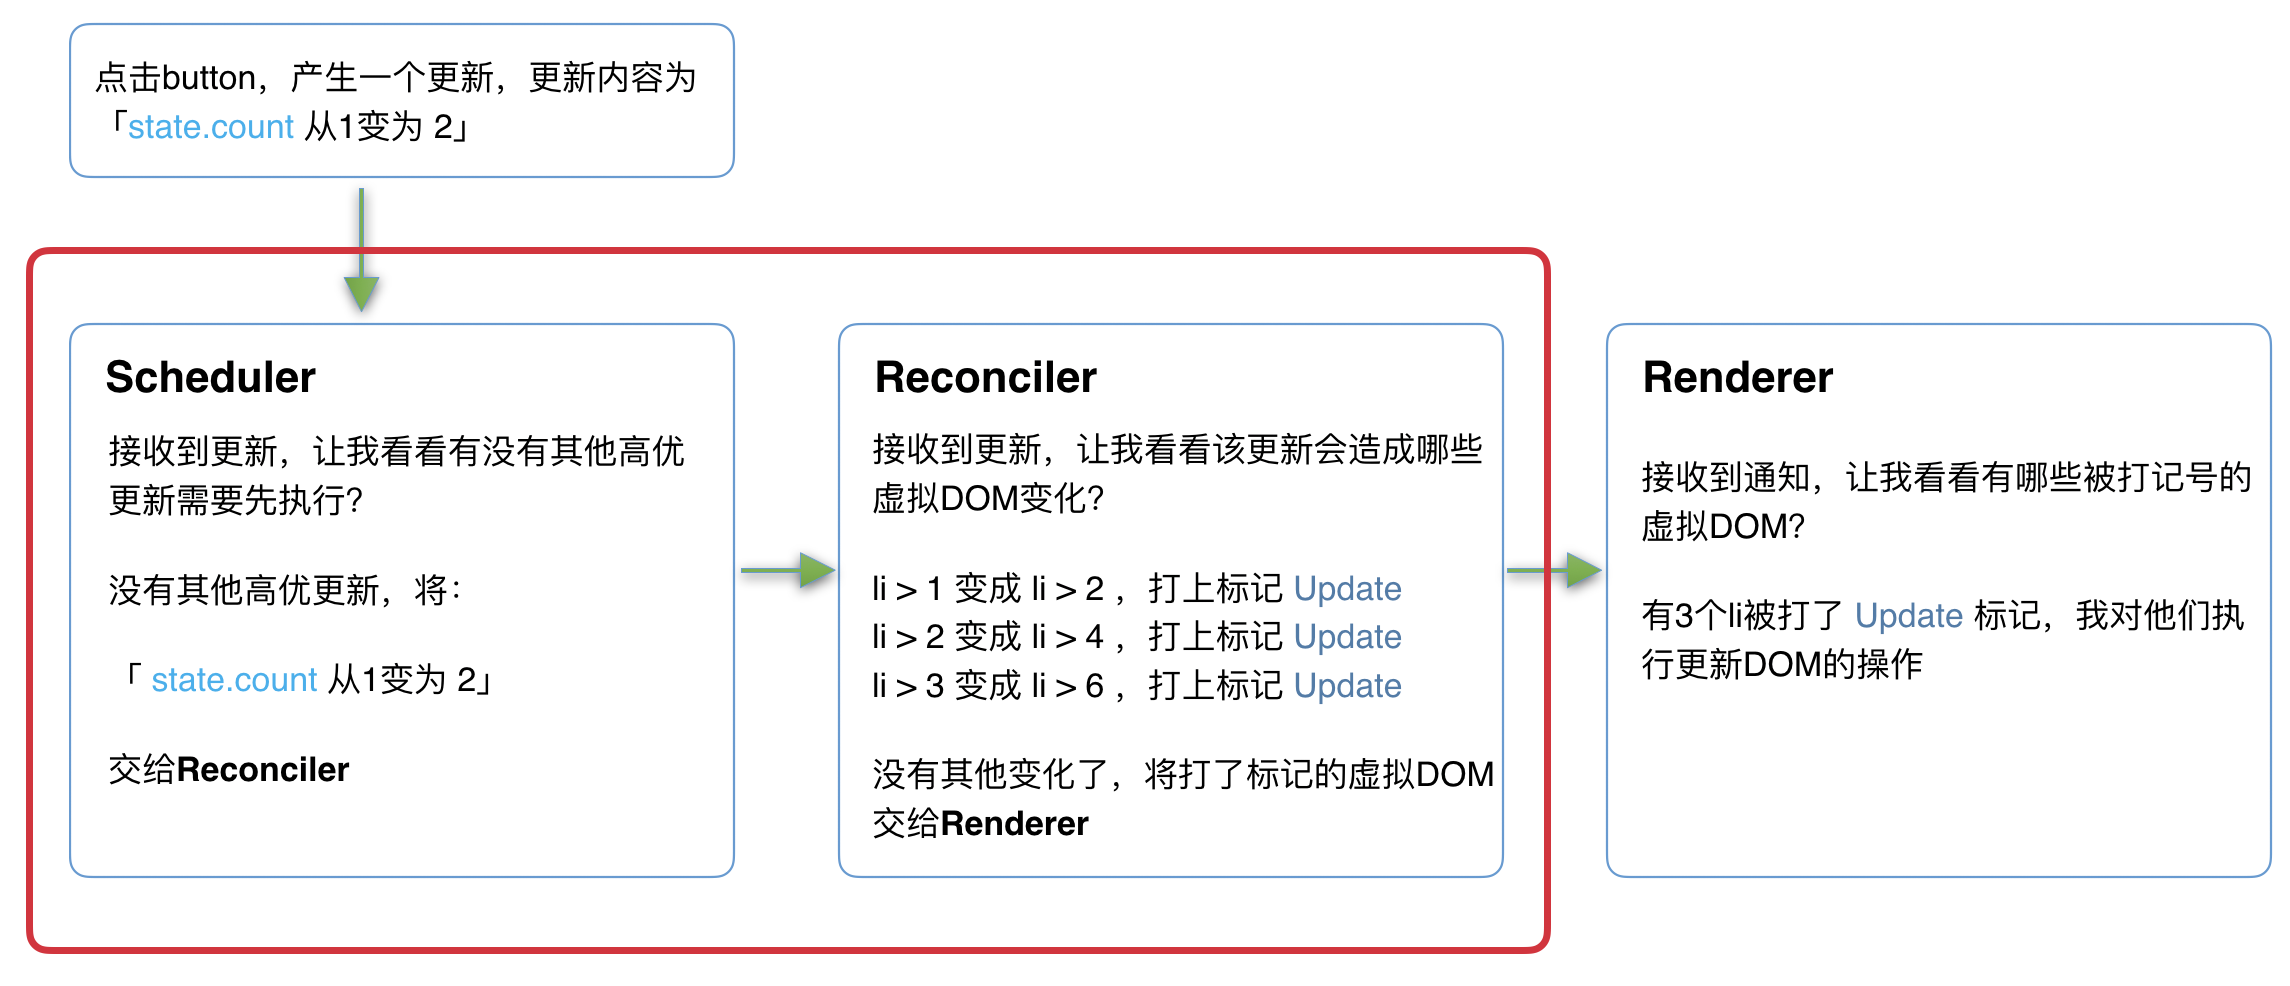 点击button，产生一个更新，更新内容为
「state.count 从1变为 2」
Scheduler
接收到更新，让我看看有没有其他高优
更新需要先执行？
没有其他高优更新，将：
「 state.count 从1变为 2」
交给Reconciler
Reconciler
接收到更新，让我看看该更新会造成哪些
虚拟DOM变化？
li > 1 变成 li > 2 ，打上标记 Update
li > 2 变成 li > 4 ，打上标记 Update
li > 3 变成 li > 6 ，打上标记 Update
没有其他变化了，将打了标记的虚拟DOM
交给Renderer
Renderer
接收到通知，让我看看有哪些被打记号的
虚拟DOM？
有3个li被打了 Update 标记，我对他们执
行更新DOM的操作